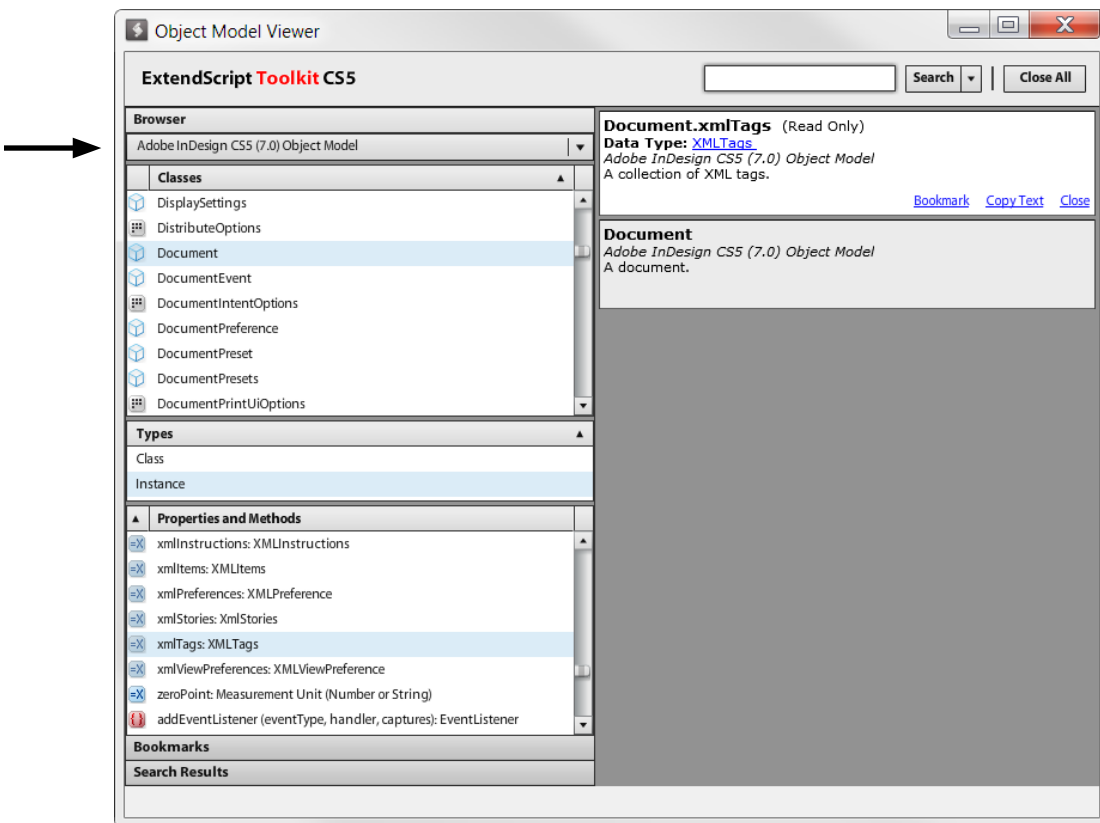 Object Model Viewer
ExtendScript Toolkit CS5
Search
Close All
Browser
Adobe InDesign CS5 (7.0) Object Model
Classes
DisplaySettings
DistributeOptions
Document
DocumentEvent
DocumentIntentOptions
DocumentPreference
DocumentPreset
DocumentPresets
DocumentPrintUiOptions
Types
Class
Instance
Properties and Methods
xmlInstructions: XMLInstructions
xmlItems: XMLItems
xmlPreferences: XMLPreference
xmlStories: XmlStories
xmlTags: XMLTags
xmlViewPreferences: XMLViewPreference
zeroPoint: Measurement Unit (Number or String)
addEventListener (eventType, handler, captures): EventListener
Bookmarks
Search Results
Document.xmlTags (Read Only)
Data Type: XMLTags
Adobe InDesign CS5 (7.0) Object Model
A collection of XML tags.
Bookmark Copy Text Close
Document
Adobe InDesign CS5 (7.0) Object Model
A document.